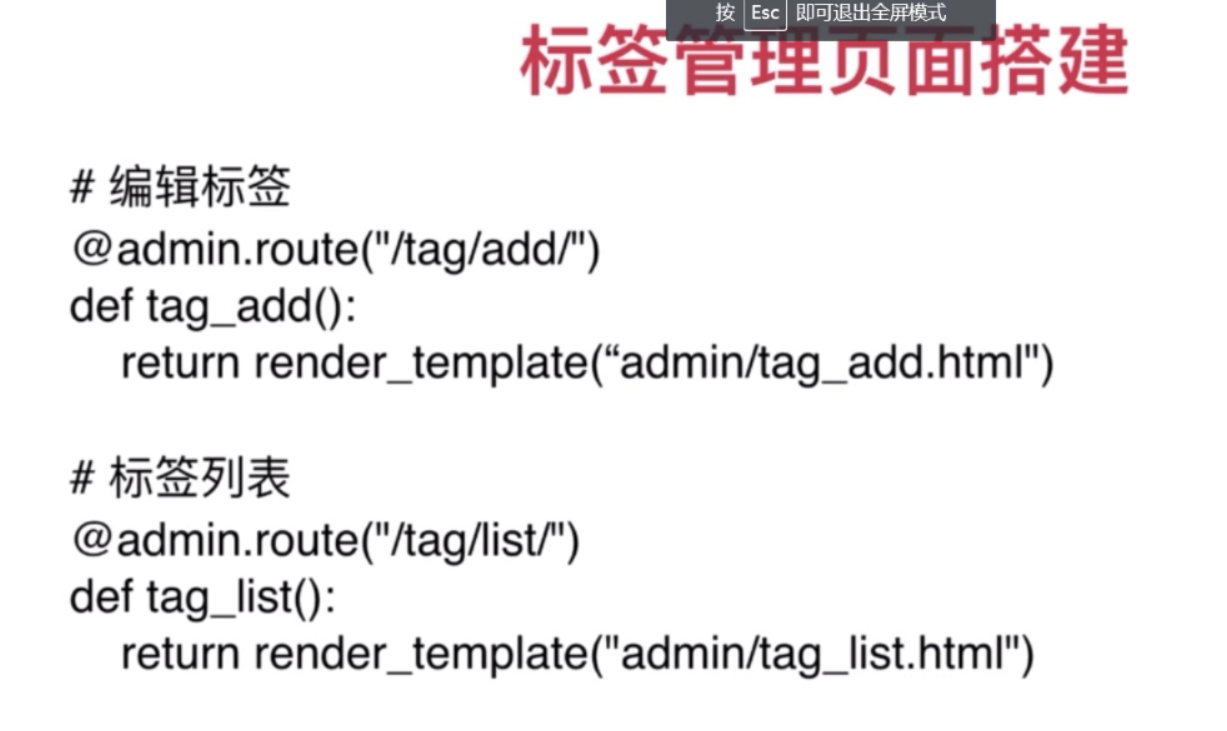 按 Esc 即可退出全屏模式
标签管理页面搭建
# 编辑标签
@admin.route("/tag/add/")
def tag_add():
    return render_template(“admin/tag_add.html")
# 标签列表
@admin.route("/tag/list/")
def tag_list():
    return render_template("admin/tag_list.html")